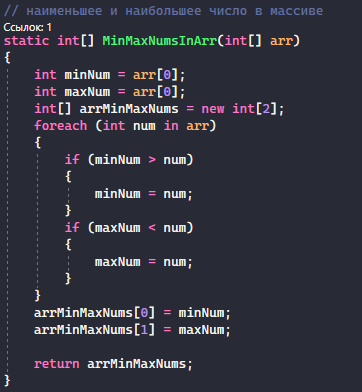 // наименьшее и наибольшее число в массиве
Ссылок: 1
static int[] MinMaxNumsInArr(int[] arr)
{
    int minNum = arr[0];
    int maxNum = arr[0];
    int[] arrMinMaxNums = new int[2];
    foreach (int num in arr)
    {
        if (minNum > num)
        {
            minNum = num;
        }
        if (maxNum < num)
        {
            maxNum = num;
        }
    }
    arrMinMaxNums[0] = minNum;
    arrMinMaxNums[1] = maxNum;

    return arrMinMaxNums;
}